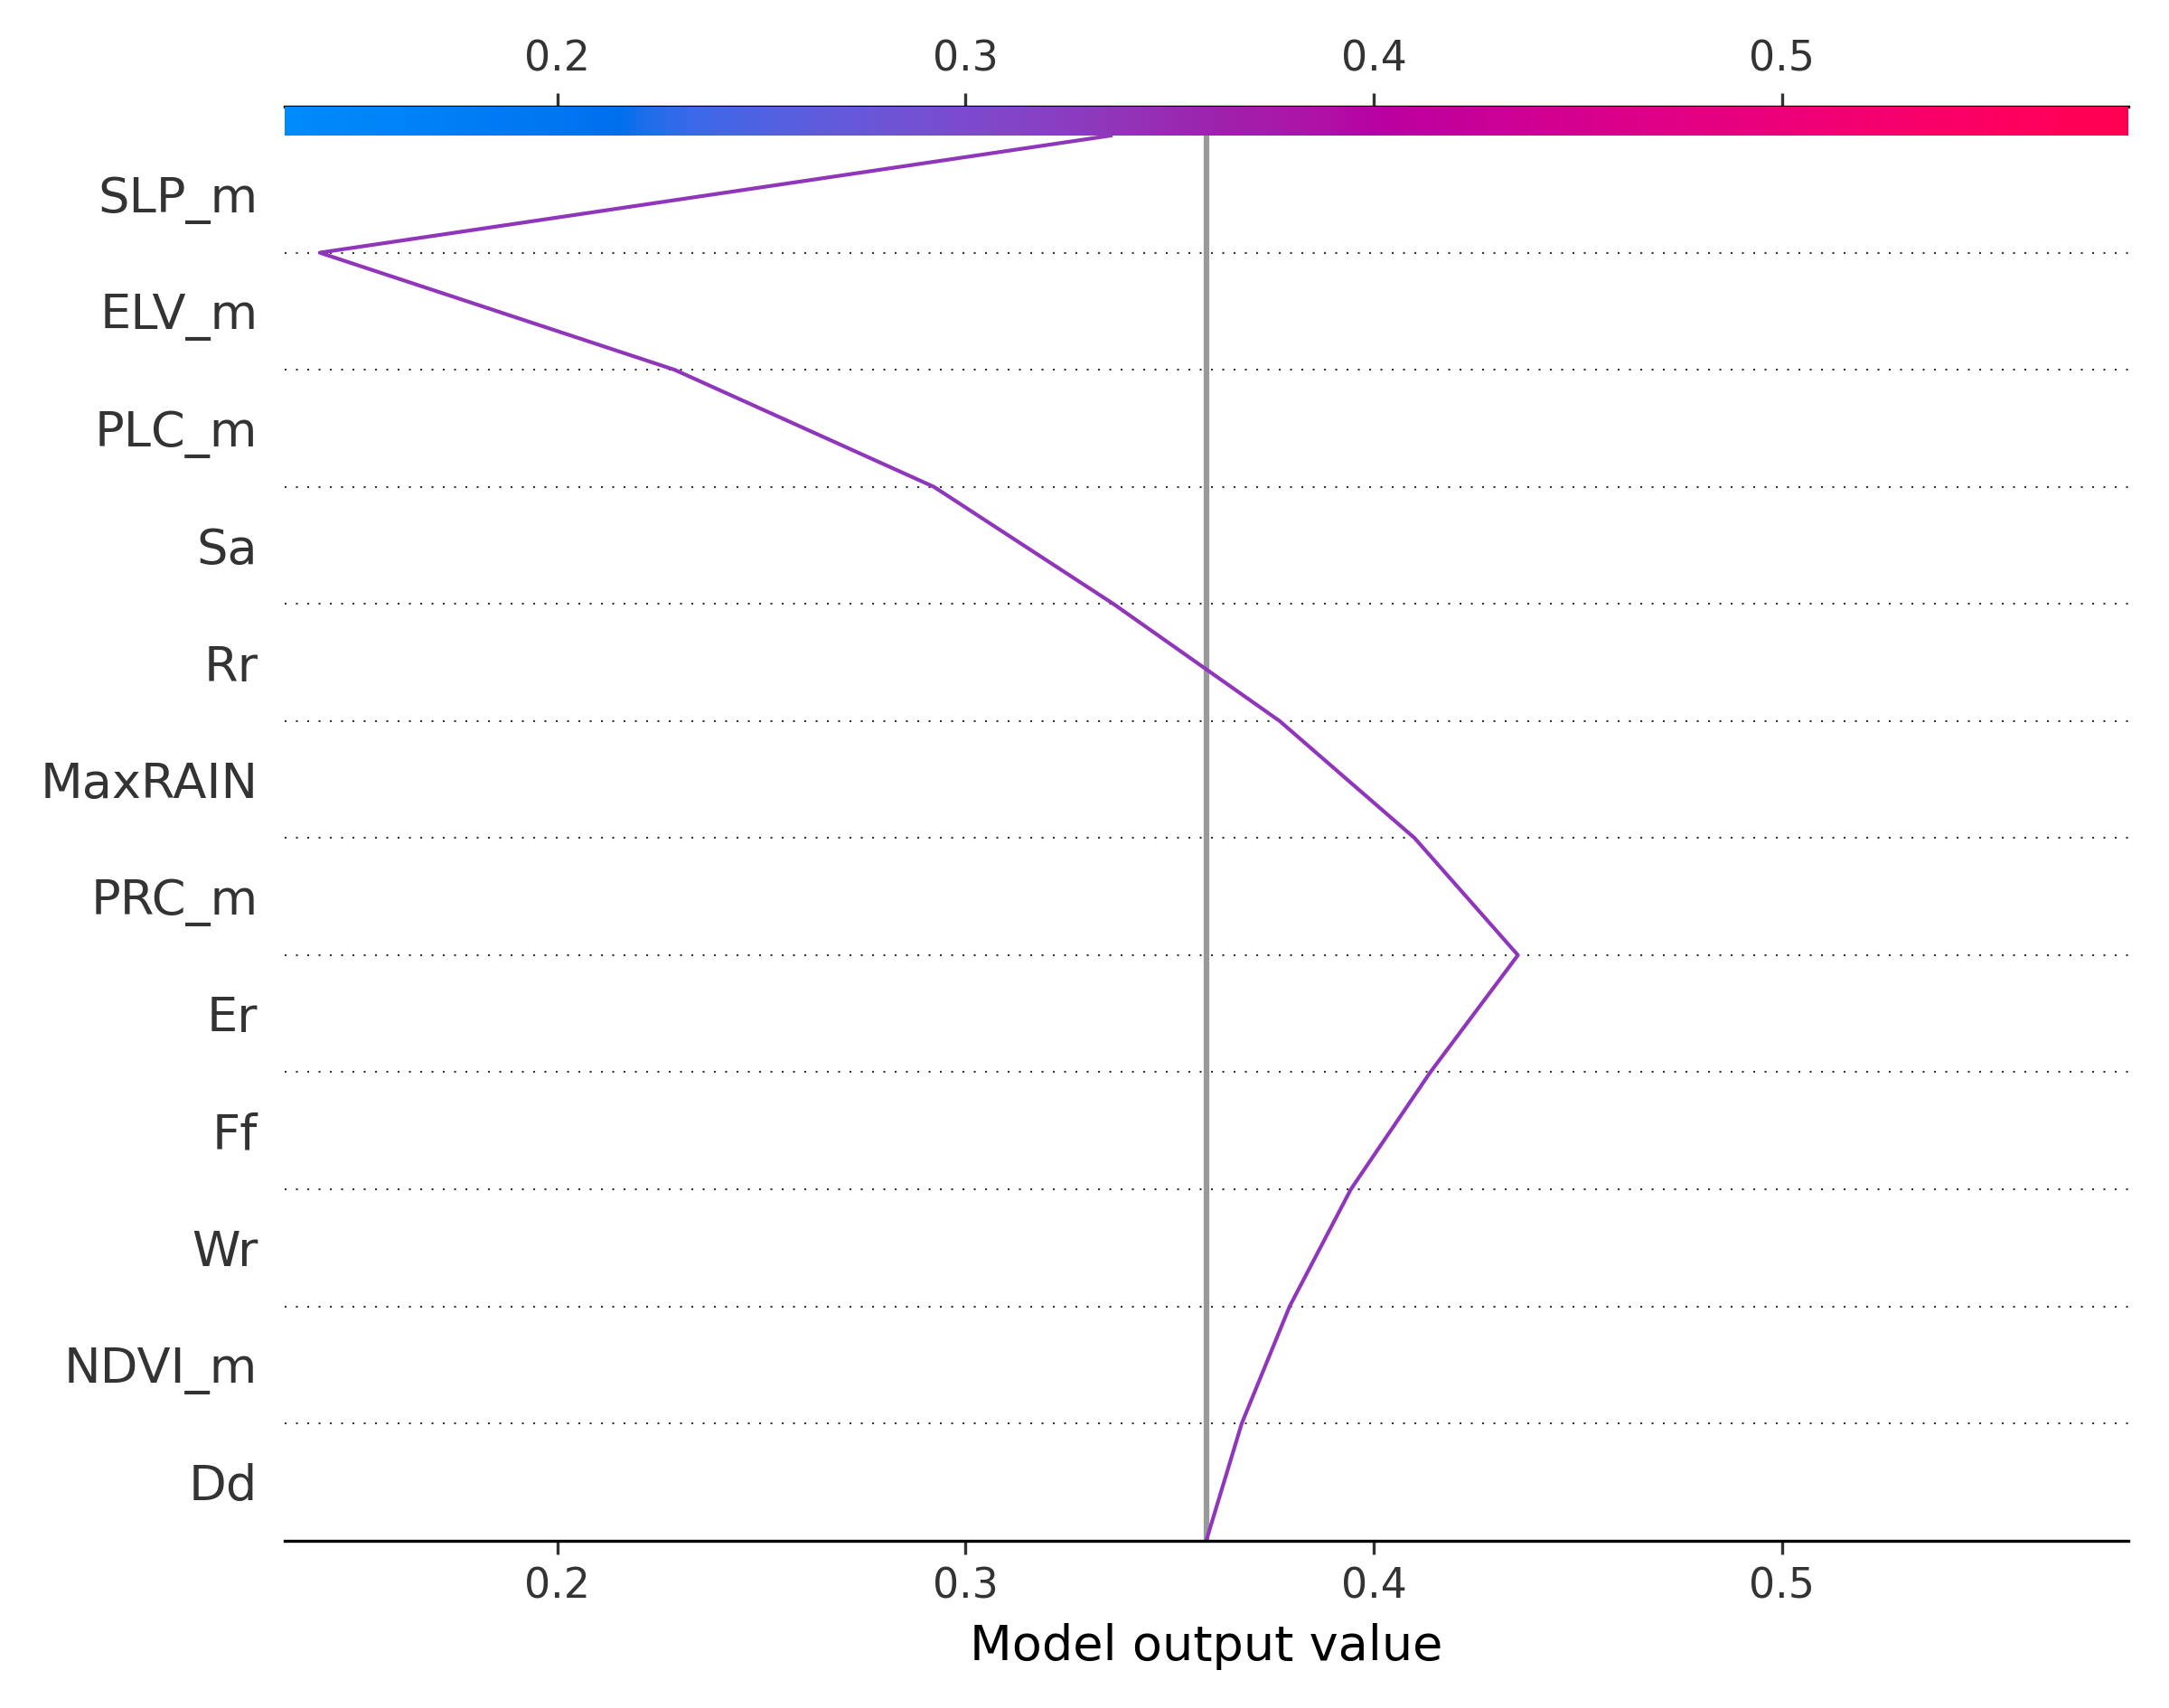 0.2 0.3 0.4 0.5
SLP_m
ELV_m
PLC_m
Sa
Rr
MaxRAIN
PRC_m
Er
Ff
Wr
NDVI_m
Dd
0.2 0.3 0.4 0.5
Model output value